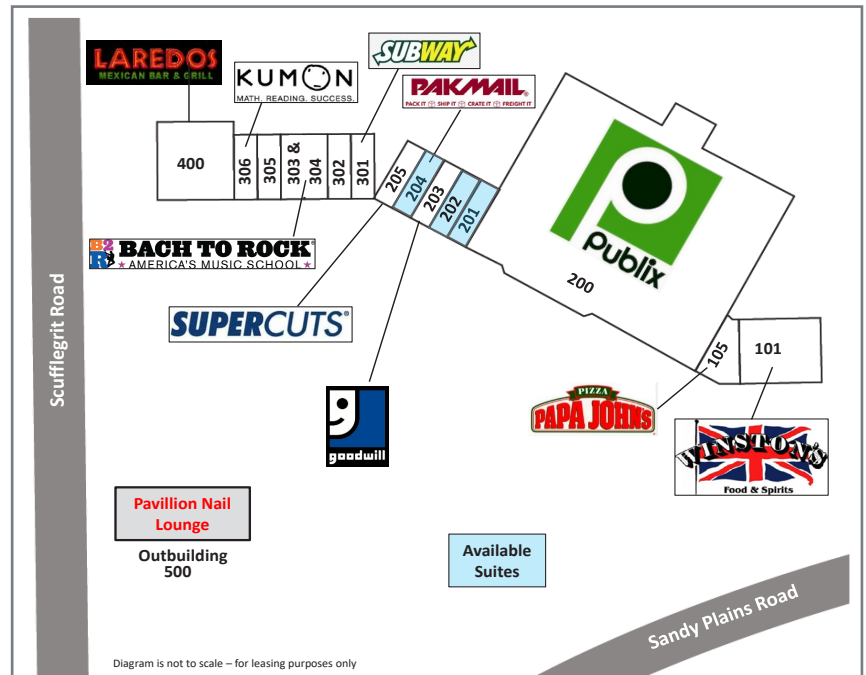 LAREDOS
MEXICAN BAR & GRILL
KUMON
MATH. READING. SUCCESS.
SUBWAY
PAKMAIL®
PACK IT SHIP IT CRATE IT FREIGHT IT
400
306
305
303 &
304
302
301
205
204
203
202
201
Publix
200
105
101
B2
R
BACH TO ROCK®
★ AMERICA'S MUSIC SCHOOL ★
SUPERCUTS®
goodwill
PIZZA
PAPA JOHNS
WINSTON'S
Food & Spirits
Scufflegrit Road
Pavillion Nail
Lounge
Outbuilding
500
Available
Suites
Sandy Plains Road
Diagram is not to scale – for leasing purposes only